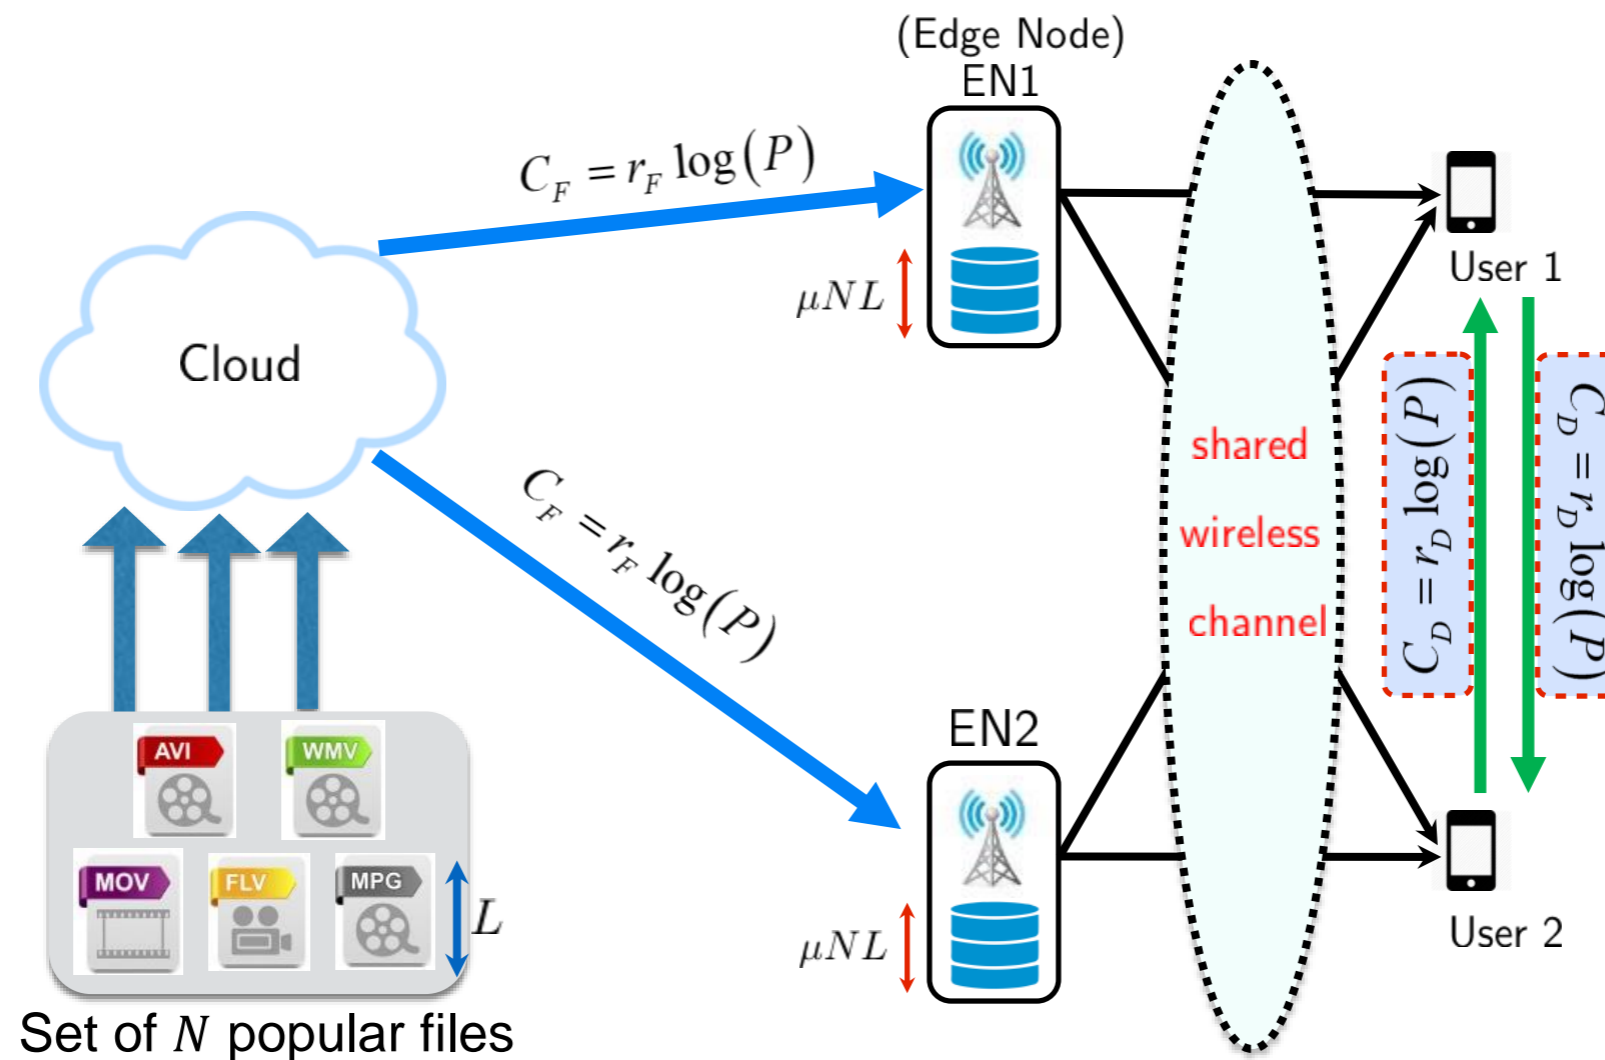 (Edge Node)
EN1
C_F = r_F log(P)
μNL
User 1
Cloud
C_D = r_D log(P)
C_D = r_D log(P)
shared
wireless
channel
C_F = r_F log(P)
EN2
AVI
WMV
MOV
FLV
MPG
L
μNL
User 2
Set of N popular files